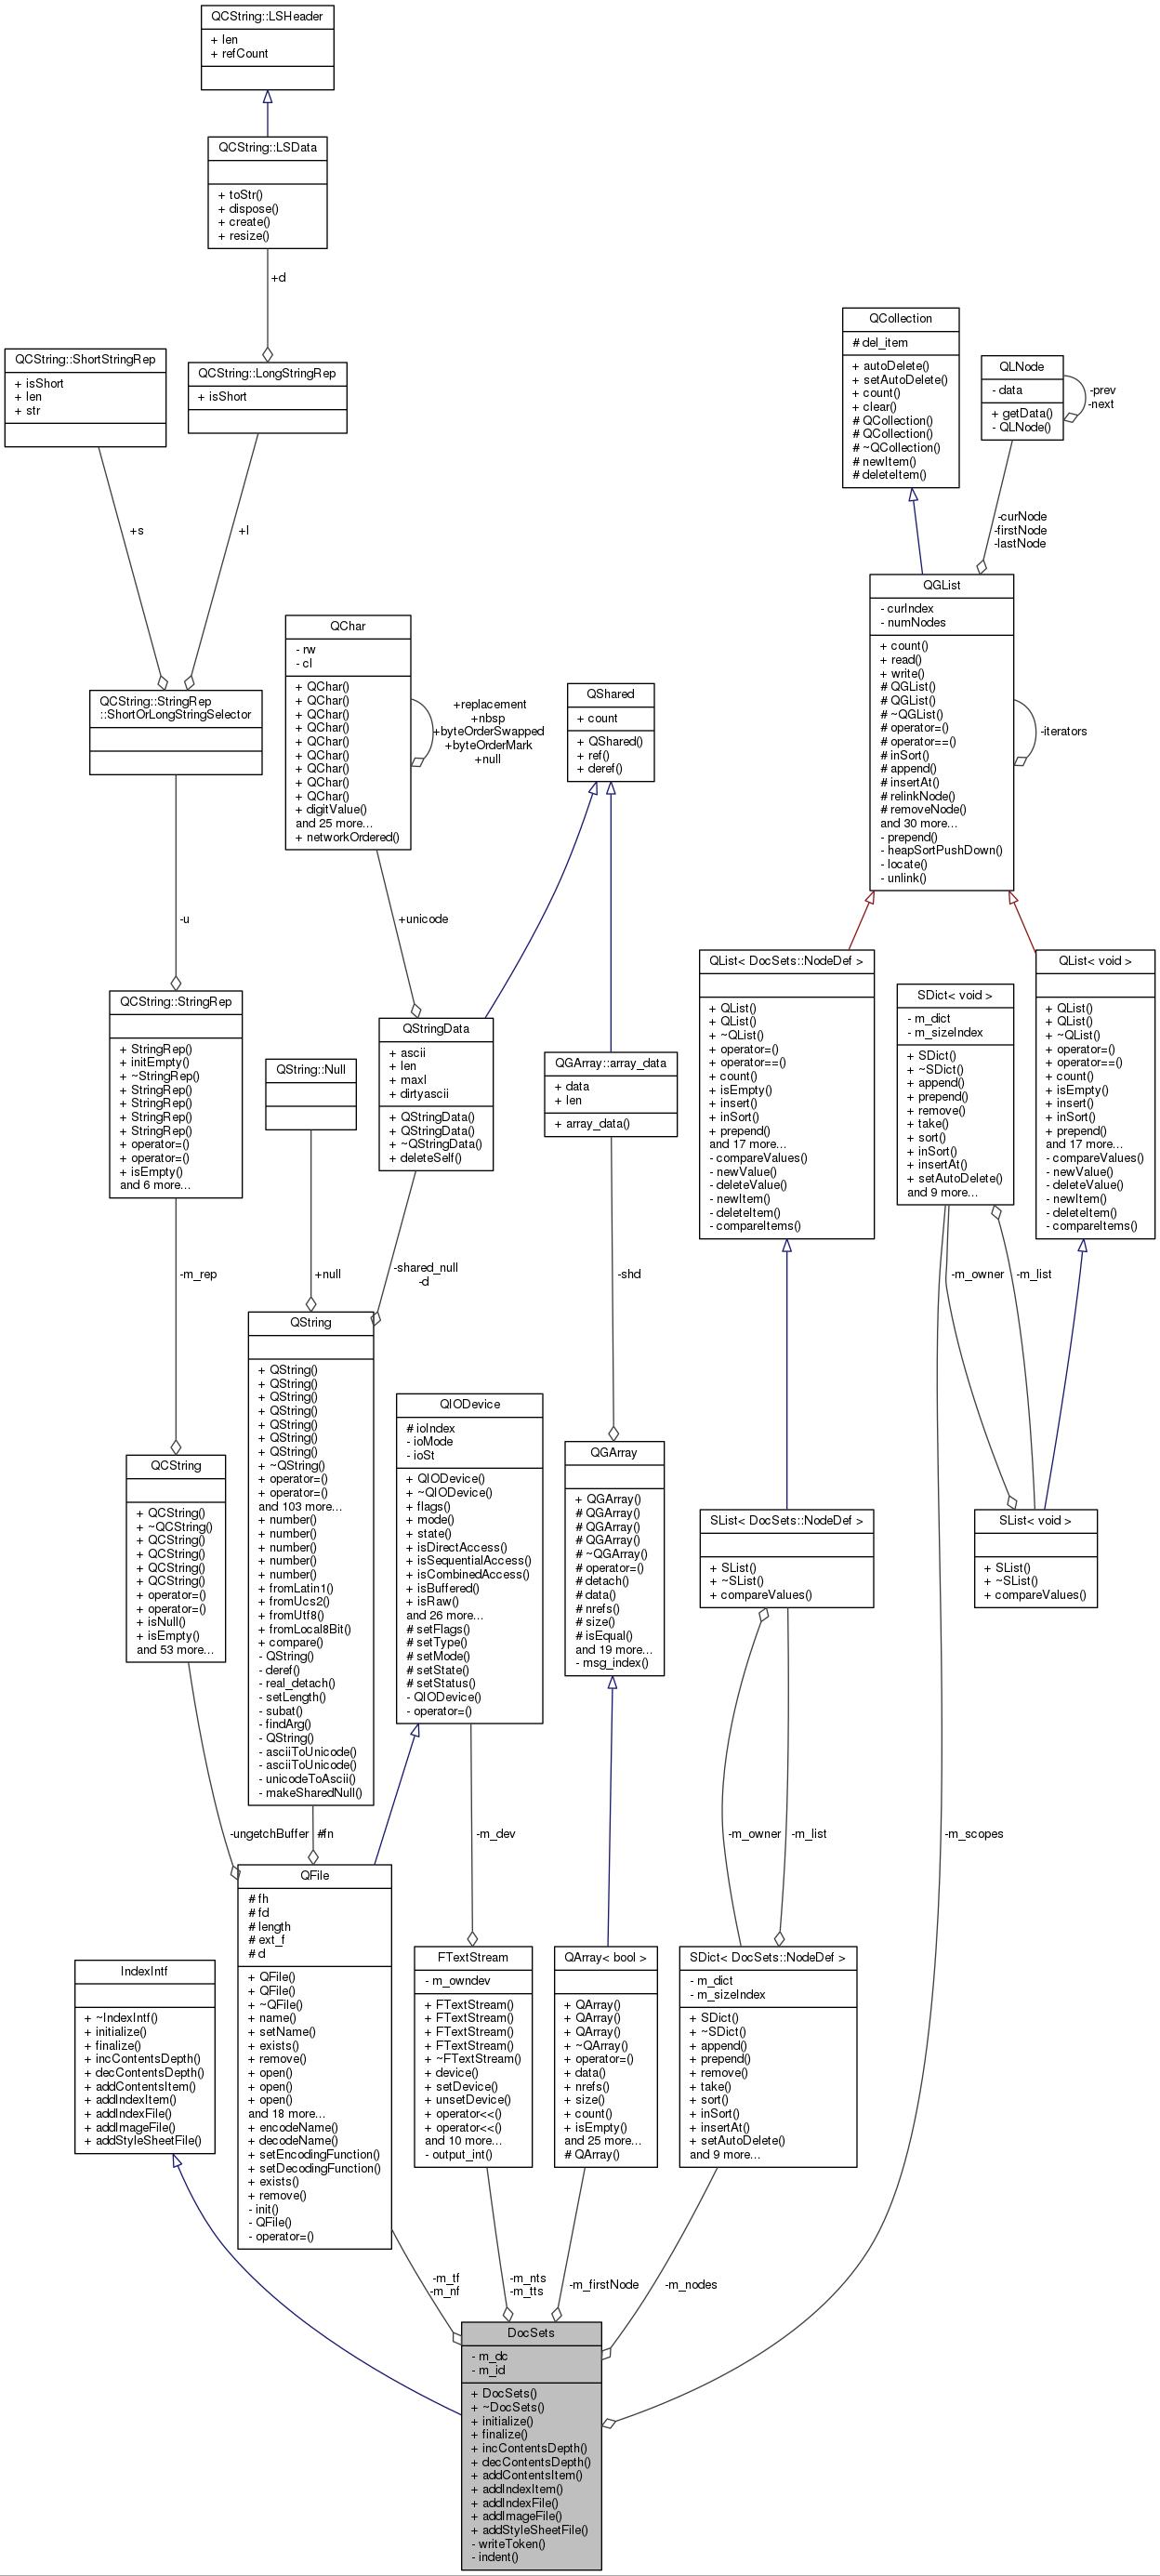 QCString::LSHeader
+ len
+ refCount
QCString::LSData
+ toStr()
+ dispose()
+ create()
+ resize()
+d
QCString::ShortStringRep
+ isShort
+ len
+ str
QCString::LongStringRep
+ isShort
+s
+l
QCString::StringRep
::ShortOrLongStringSelector
-u
QCString::StringRep
+ StringRep()
+ initEmpty()
+ ~StringRep()
+ StringRep()
+ StringRep()
+ StringRep()
+ StringRep()
+ operator=()
+ operator=()
+ isEmpty()
and 6 more...
-m_rep
QCString
+ QCString()
+ ~QCString()
+ QCString()
+ QCString()
+ QCString()
+ QCString()
+ operator=()
+ operator=()
+ isNull()
+ isEmpty()
and 53 more...
-ungetchBuffer
QChar
- rw
- cl
+ QChar()
+ QChar()
+ QChar()
+ QChar()
+ QChar()
+ QChar()
+ QChar()
+ QChar()
+ QChar()
+ digitValue()
and 25 more...
+ networkOrdered()
+replacement
+nbsp
+byteOrderSwapped
+byteOrderMark
+null
+unicode
QShared
+ count
+ QShared()
+ ref()
+ deref()
QStringData
+ ascii
+ len
+ maxl
+ dirtyascii
+ QStringData()
+ QStringData()
+ ~QStringData()
+ deleteSelf()
QString::Null
+null
-shared_null
-d
QString
+ QString()
+ QString()
+ QString()
+ QString()
+ QString()
+ QString()
+ QString()
+ ~QString()
+ operator=()
+ operator=()
and 103 more...
+ number()
+ number()
+ number()
+ number()
+ number()
+ fromLatin1()
+ fromUcs2()
+ fromUtf8()
+ fromLocal8Bit()
+ compare()
- QString()
- deref()
- real_detach()
- setLength()
- subat()
- findArg()
- QString()
- asciiToUnicode()
- asciiToUnicode()
- unicodeToAscii()
- makeSharedNull()
#fn
QGArray::array_data
+ data
+ len
+ array_data()
-shd
QIODevice
# ioIndex
- ioMode
- ioSt
+ QIODevice()
+ ~QIODevice()
+ flags()
+ mode()
+ state()
+ isDirectAccess()
+ isSequentialAccess()
+ isCombinedAccess()
+ isBuffered()
+ isRaw()
and 26 more...
# setFlags()
# setType()
# setMode()
# setState()
# setStatus()
- QIODevice()
- operator=()
-m_dev
QGArray
+ QGArray()
# QGArray()
# QGArray()
# QGArray()
# ~QGArray()
# operator=()
# detach()
# data()
# nrefs()
# size()
# isEqual()
and 19 more...
- msg_index()
QCollection
# del_item
+ autoDelete()
+ setAutoDelete()
+ count()
+ clear()
# QCollection()
# QCollection()
# ~QCollection()
# newItem()
# deleteItem()
QLNode
- data
+ getData()
- QLNode()
-prev
-next
-curNode
-firstNode
-lastNode
QGList
- curIndex
- numNodes
+ count()
+ read()
+ write()
# QGList()
# QGList()
# ~QGList()
# operator=()
# operator==()
# inSort()
# append()
# insertAt()
# relinkNode()
# removeNode()
and 30 more...
- prepend()
- heapSortPushDown()
- locate()
- unlink()
-iterators
QList< DocSets::NodeDef >
+ QList()
+ QList()
+ ~QList()
+ operator=()
+ operator==()
+ count()
+ isEmpty()
+ insert()
+ inSort()
+ prepend()
and 17 more...
- compareValues()
- newValue()
- deleteValue()
- newItem()
- deleteItem()
- compareItems()
SDict< void >
- m_dict
- m_sizeIndex
+ SDict()
+ ~SDict()
+ append()
+ prepend()
+ remove()
+ take()
+ sort()
+ inSort()
+ insertAt()
+ setAutoDelete()
and 9 more...
QList< void >
+ QList()
+ QList()
+ ~QList()
+ operator=()
+ operator==()
+ count()
+ isEmpty()
+ insert()
+ inSort()
+ prepend()
and 17 more...
- compareValues()
- newValue()
- deleteValue()
- newItem()
- deleteItem()
- compareItems()
-m_owner
-m_list
SList< DocSets::NodeDef >
+ SList()
+ ~SList()
+ compareValues()
SList< void >
+ SList()
+ ~SList()
+ compareValues()
-m_owner
-m_list
-m_scopes
IndexIntf
+ ~IndexIntf()
+ initialize()
+ finalize()
+ incContentsDepth()
+ decContentsDepth()
+ addContentsItem()
+ addIndexItem()
+ addIndexFile()
+ addImageFile()
+ addStyleSheetFile()
QFile
# fh
# fd
# length
# ext_f
# d
+ QFile()
+ QFile()
+ ~QFile()
+ name()
+ setName()
+ exists()
+ remove()
+ open()
+ open()
+ open()
and 18 more...
+ encodeName()
+ decodeName()
+ setEncodingFunction()
+ setDecodingFunction()
+ exists()
+ remove()
- init()
- QFile()
- operator=()
FTextStream
- m_owndev
+ FTextStream()
+ FTextStream()
+ FTextStream()
+ FTextStream()
+ ~FTextStream()
+ device()
+ setDevice()
+ unsetDevice()
+ operator<<()
+ operator<<()
and 10 more...
- output_int()
QArray< bool >
+ QArray()
+ QArray()
+ QArray()
+ ~QArray()
+ operator=()
+ data()
+ nrefs()
+ size()
+ count()
+ isEmpty()
and 25 more...
# QArray()
SDict< DocSets::NodeDef >
- m_dict
- m_sizeIndex
+ SDict()
+ ~SDict()
+ append()
+ prepend()
+ remove()
+ take()
+ sort()
+ inSort()
+ insertAt()
+ setAutoDelete()
and 9 more...
-m_tf
-m_nf
-m_nts
-m_tts
-m_firstNode
-m_nodes
DocSets
- m_dc
- m_id
+ DocSets()
+ ~DocSets()
+ initialize()
+ finalize()
+ incContentsDepth()
+ decContentsDepth()
+ addContentsItem()
+ addIndexItem()
+ addIndexFile()
+ addImageFile()
+ addStyleSheetFile()
- writeToken()
- indent()